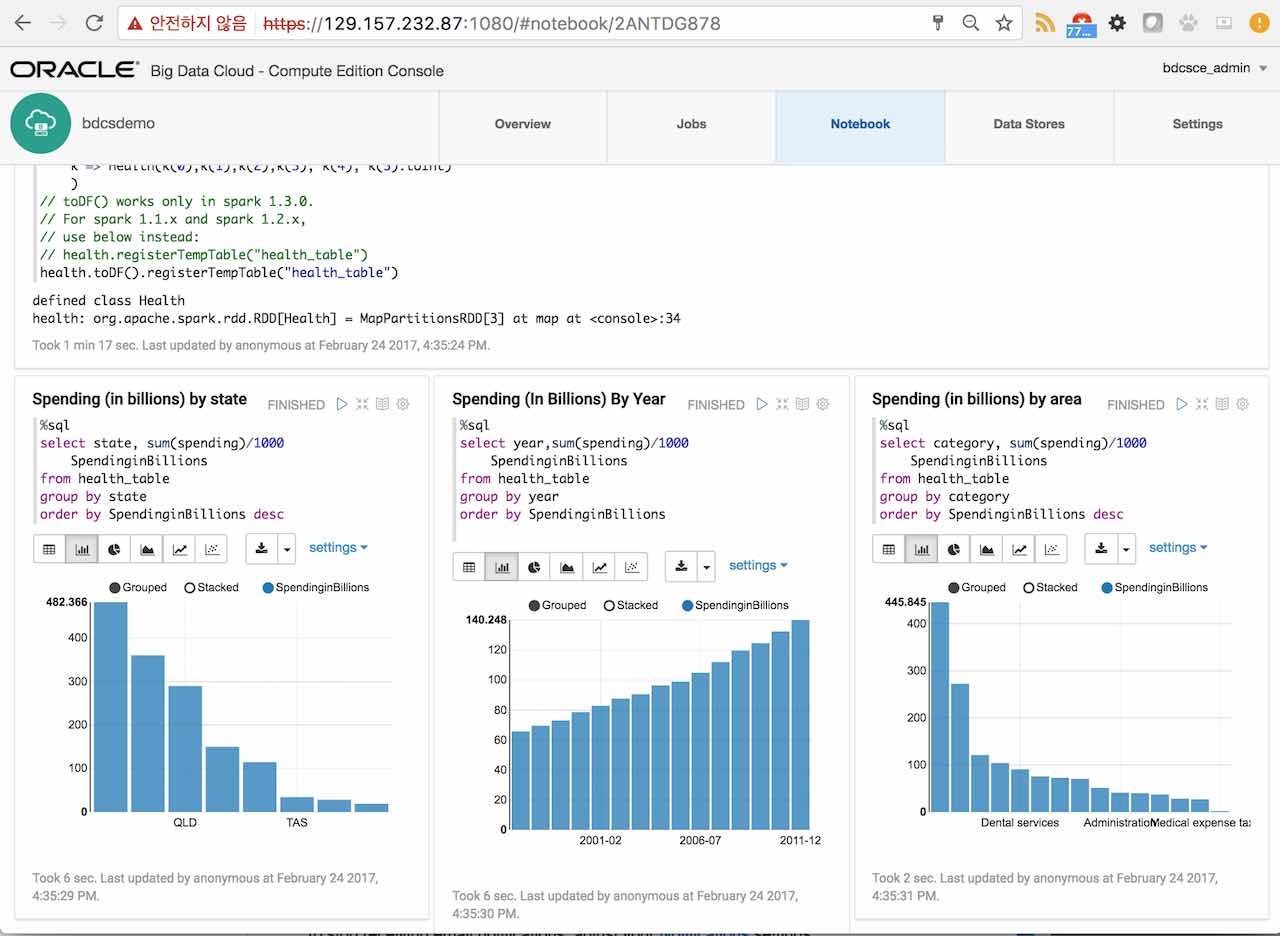 안전하지 않음 https://129.157.232.87:1080/#notebook/2ANTDG878
77...
ORACLE® Big Data Cloud - Compute Edition Console
bdcsce_admin
bdcsdemo
Overview
Jobs
Notebook
Data Stores
Settings
k => Health(k(0),k(1),k(2),k(3), k(4), k(5).toInt)
)
// toDF() works only in spark 1.3.0.
// For spark 1.1.x and spark 1.2.x,
// use below instead:
// health.registerTempTable("health_table")
health.toDF().registerTempTable("health_table")
defined class Health
health: org.apache.spark.rdd.RDD[Health] = MapPartitionsRDD[3] at map at <console>:34
Took 1 min 17 sec. Last updated by anonymous at February 24 2017, 4:35:24 PM.
Spending (in billions) by state
FINISHED
%sql
select state, sum(spending)/1000
SpendinginBillions
from health_table
group by state
order by SpendinginBillions desc
settings
Grouped Stacked SpendinginBillions
482.366
400
300
200
100
0
QLD TAS
Took 6 sec. Last updated by anonymous at February 24 2017,
4:35:29 PM.
Spending (In Billions) By Year
FINISHED
%sql
select year,sum(spending)/1000
SpendinginBillions
from health_table
group by year
order by SpendinginBillions
settings
Grouped Stacked SpendinginBillions
140.248
120
100
80
60
40
20
0
2001-02 2006-07 2011-12
Took 6 sec. Last updated by anonymous at February 24 2017,
4:35:30 PM.
Spending (in billions) by area
FINISHED
%sql
select category, sum(spending)/1000
SpendinginBillions
from health_table
group by category
order by SpendinginBillions desc
settings
Grouped Stacked SpendinginBillions
445.845
400
300
200
100
0
Dental services Administration Medical expense tax
Took 2 sec. Last updated by anonymous at February 24 2017,
4:35:31 PM.